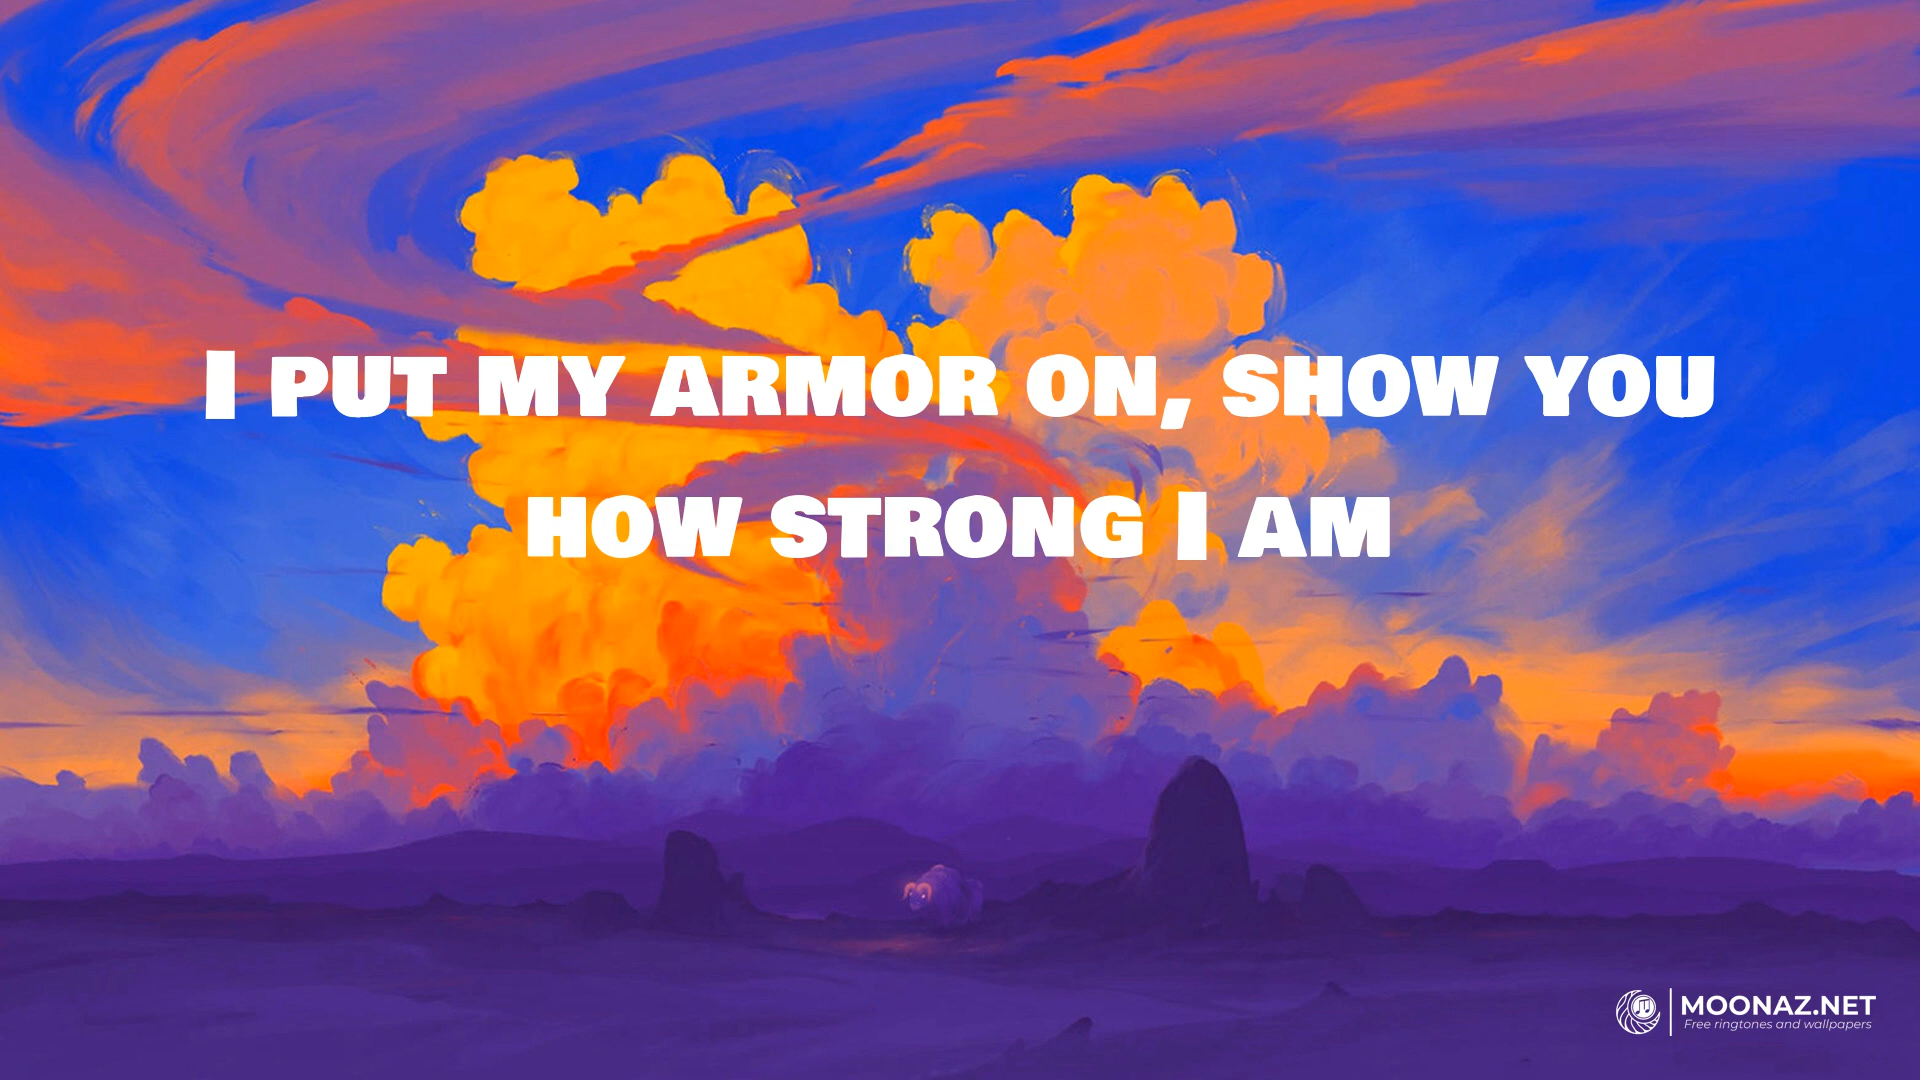 I put my armor on, show you
how strong I am
MOONAZ.NET
Free ringtones and wallpapers